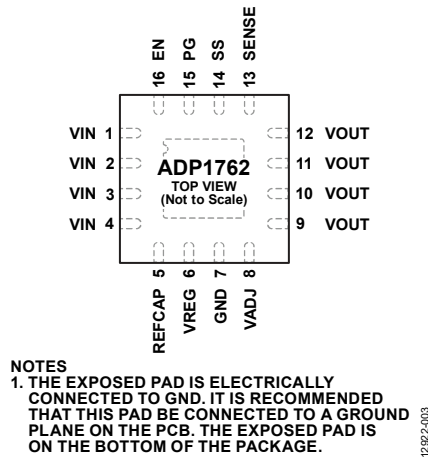 16 EN
15 PG
14 SS
13 SENSE
VIN 1
VIN 2
VIN 3
VIN 4
ADP1762
TOP VIEW
(Not to Scale)
12 VOUT
11 VOUT
10 VOUT
9 VOUT
REFCAP 5
VREG 6
GND 7
VADJ 8
NOTES
1. THE EXPOSED PAD IS ELECTRICALLY
CONNECTED TO GND. IT IS RECOMMENDED
THAT THIS PAD BE CONNECTED TO A GROUND
PLANE ON THE PCB. THE EXPOSED PAD IS
ON THE BOTTOM OF THE PACKAGE.
12922-003